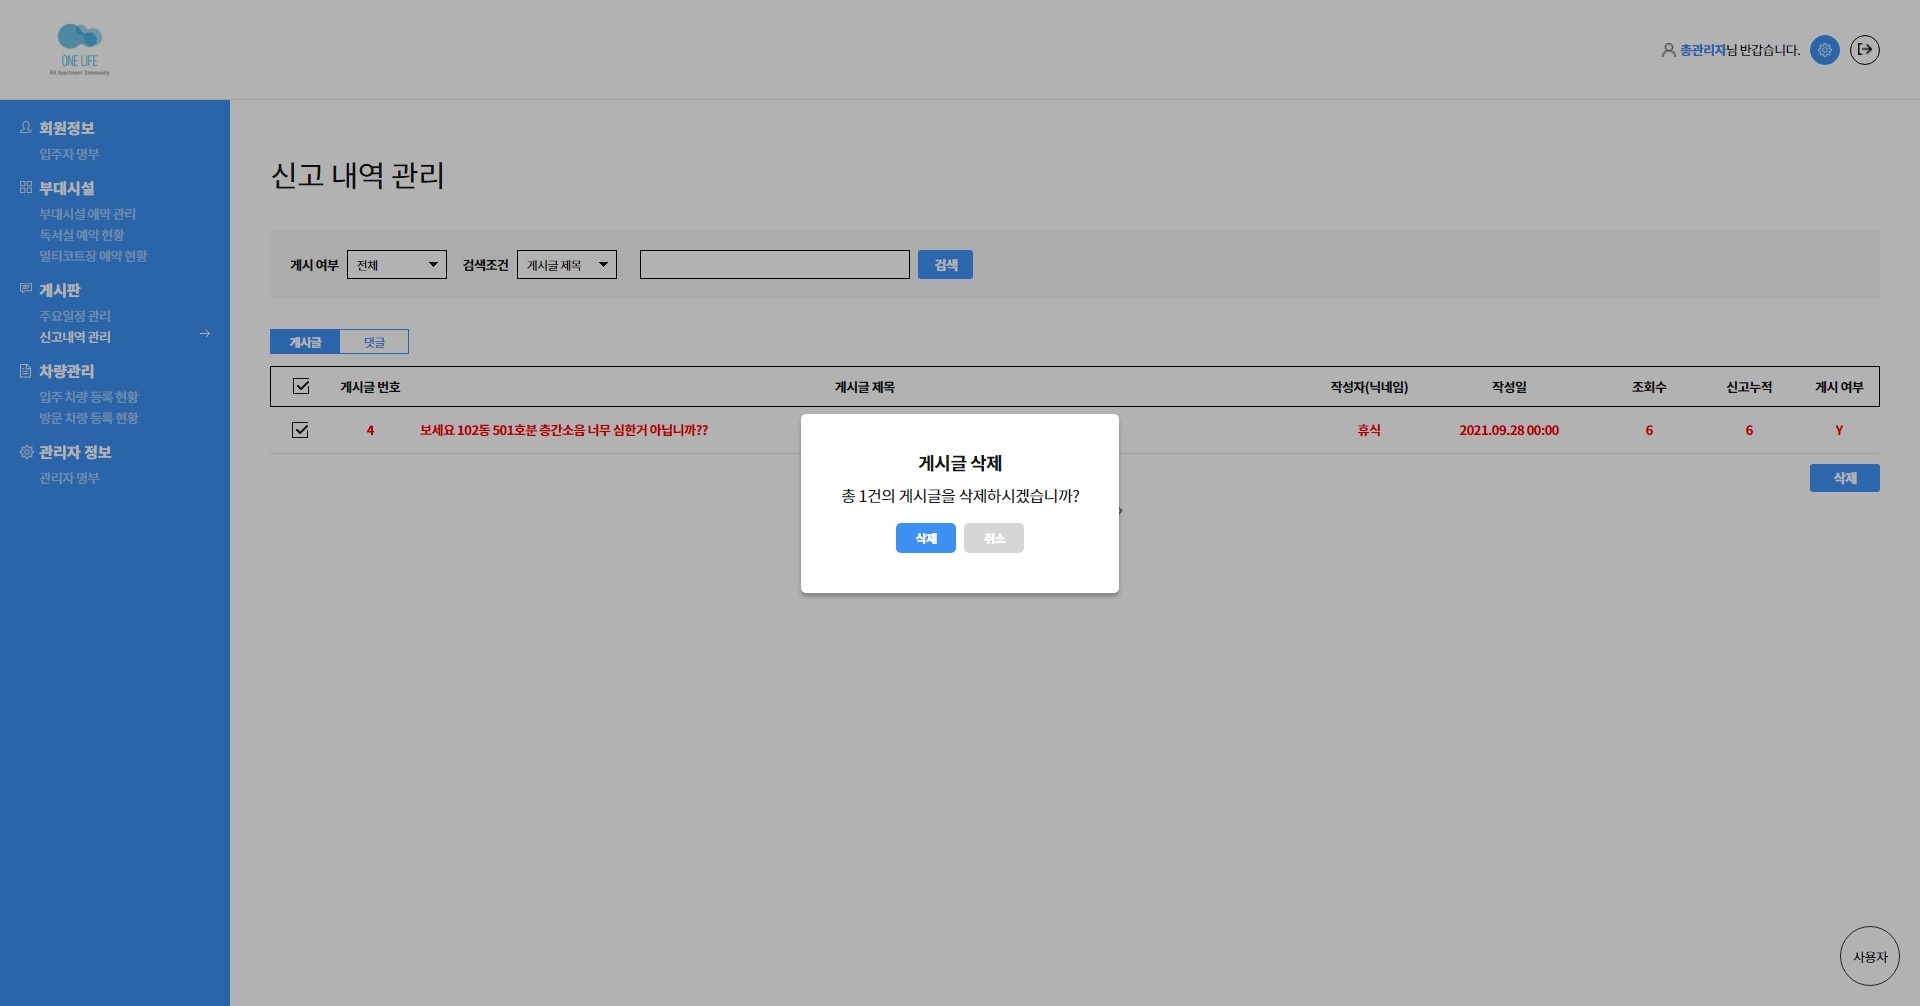 ONE LIFE
RH Apartment Community
총관리자님 반갑습니다.
회원정보
입주자 명부
부대시설
부대시설 예약 관리
독서실 예약 현황
멀티코트장 예약 현황
게시판
주요일정 관리
신고내역 관리
차량관리
입주 차량 등록 현황
방문 차량 등록 현황
관리자 정보
관리자 명부
신고 내역 관리
게시 여부 전체 검색조건 게시글 제목 검색
게시글 댓글
게시글 번호 게시글 제목 작성자(닉네임) 작성일 조회수 신고누적 게시 여부
4 보세요 102동 501호분 층간소음 너무 심한거 아닙니까?? 휴식 2021.09.28 00:00 6 6 Y
삭제
게시글 삭제
총 1건의 게시글을 삭제하시겠습니까?
삭제 취소
사용자